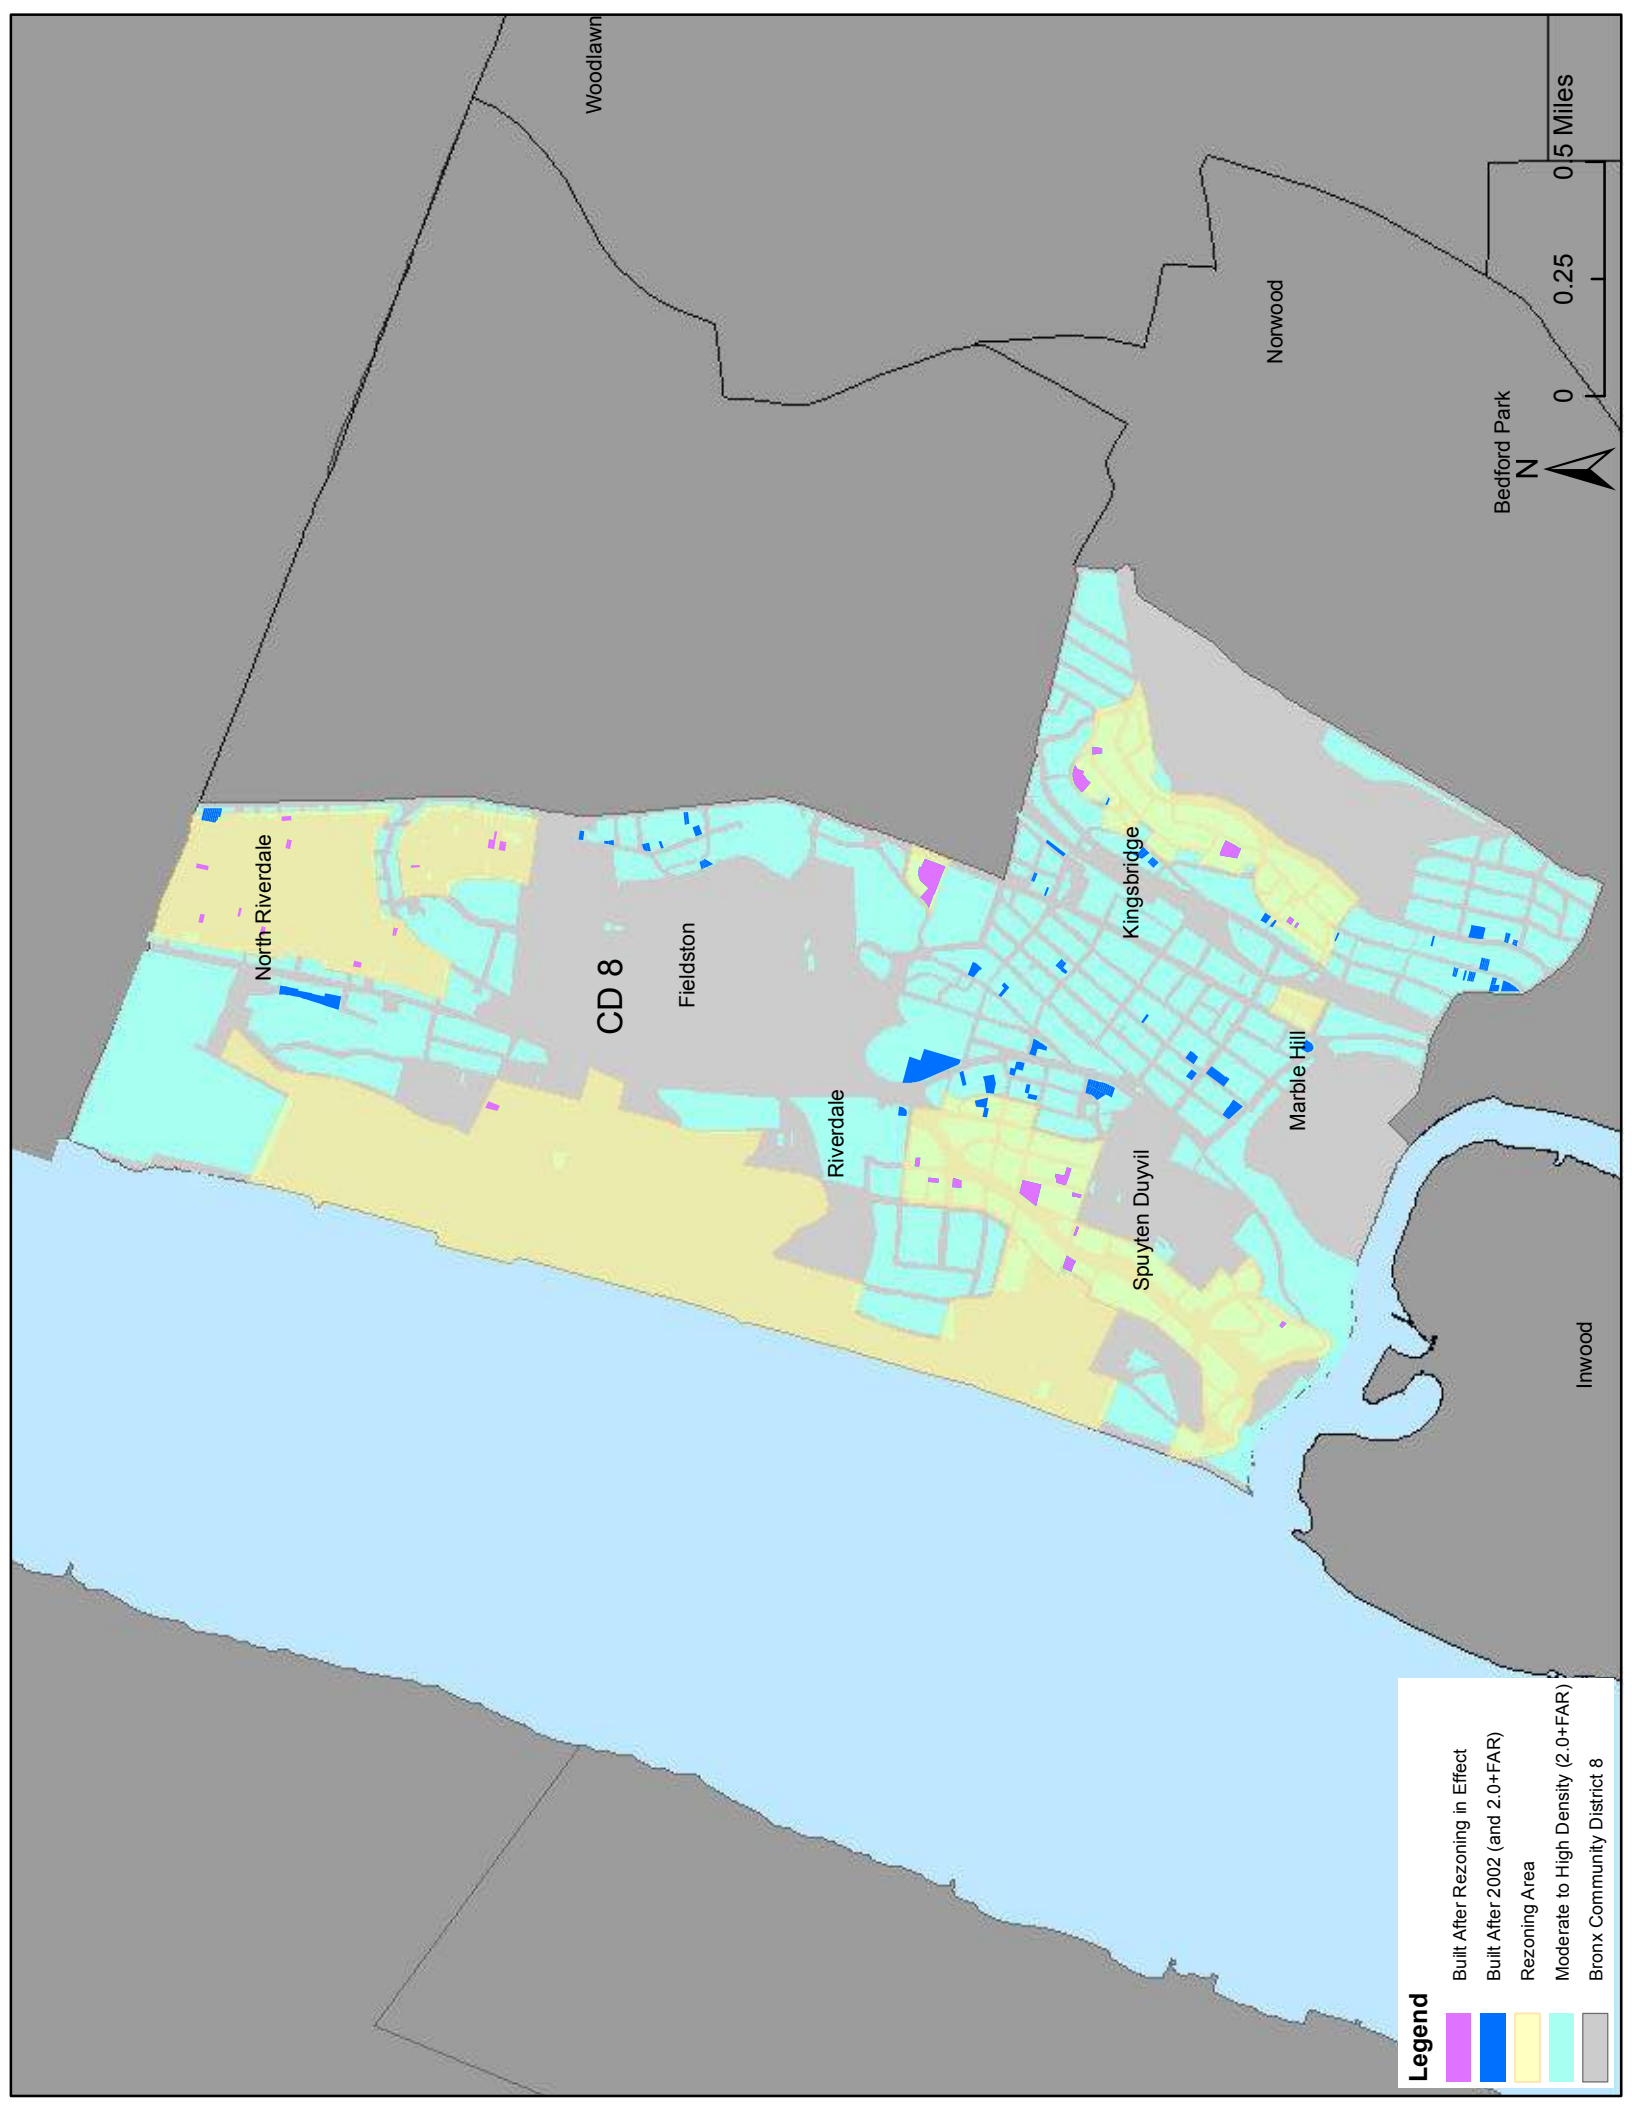 Woodlawn
North Riverdale
CD 8
Fieldston
Riverdale
Kingsbridge
Norwood
Bedford Park
Marble Hill
Spuyten Duyvil
Inwood
N
0 0.25 0.5 Miles
Legend
Built After Rezoning in Effect
Built After 2002 (and 2.0+FAR)
Rezoning Area
Moderate to High Density (2.0+FAR)
Bronx Community District 8